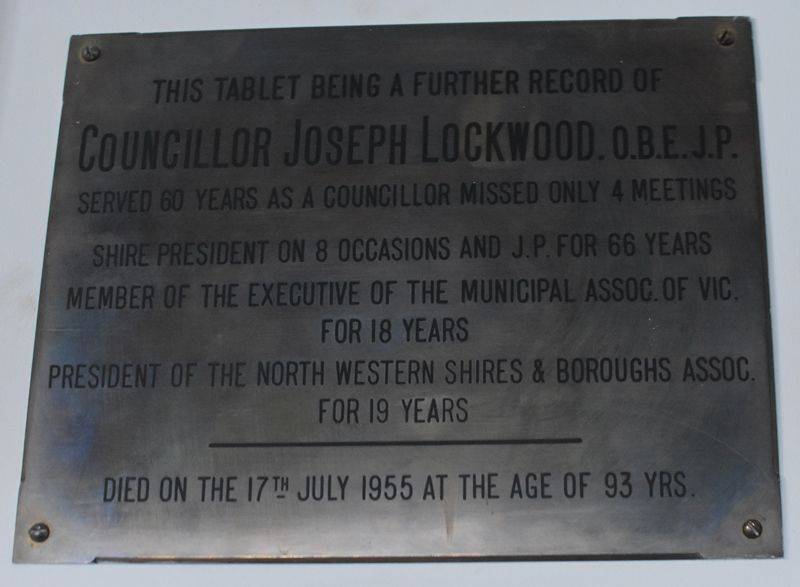 THIS TABLET BEING A FURTHER RECORD OF
COUNCILLOR JOSEPH LOCKWOOD. O.B.E. J.P.
SERVED 60 YEARS AS A COUNCILLOR MISSED ONLY 4 MEETINGS
SHIRE PRESIDENT ON 8 OCCASIONS AND J.P. FOR 66 YEARS
MEMBER OF THE EXECUTIVE OF THE MUNICIPAL ASSOC. OF VIC.
FOR 18 YEARS
PRESIDENT OF THE NORTH WESTERN SHIRES & BOROUGHS ASSOC.
FOR 19 YEARS
DIED ON THE 17TH JULY 1955 AT THE AGE OF 93 YRS.